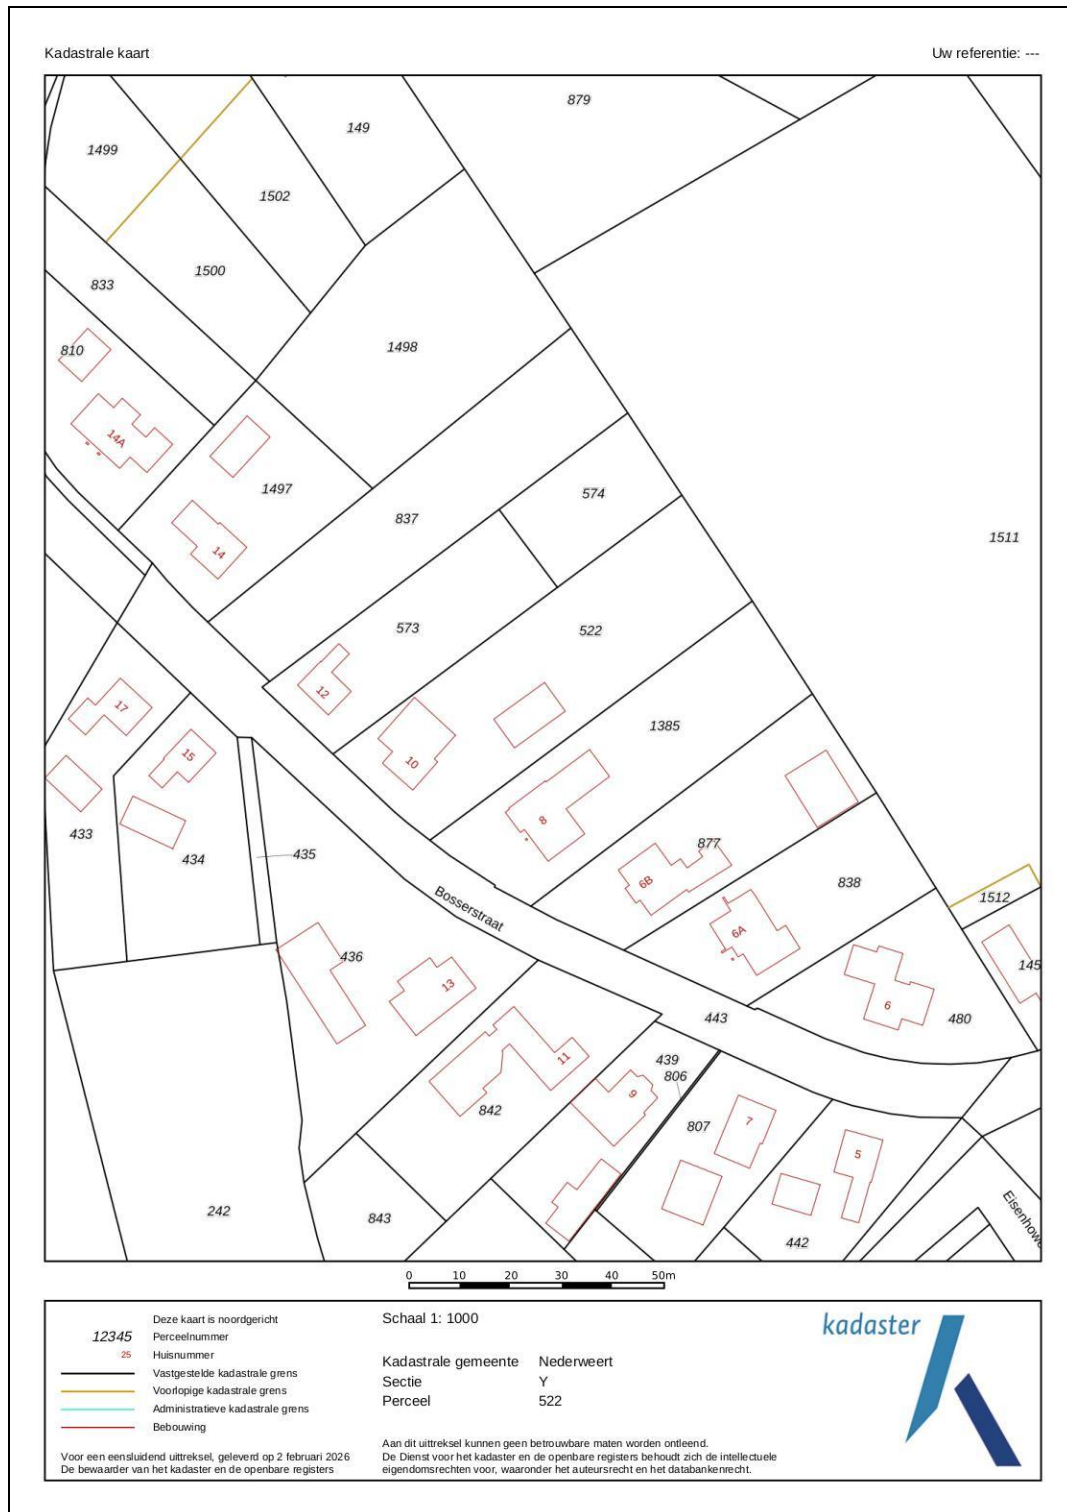 Kadastrale kaart
Uw referentie: ---
879
149
1499
1502
1500
833
810
1498
14A
1497
574
837
1511
14
573
522
12
17
1385
15
10
8
433
877
434
435
6B
838
1512
Bosserstraat
6A
436
145
13
6
443
480
11
439
806
9
842
807
7
5
242
843
442
Eisenhowe
0 10 20 30 40 50m
Deze kaart is noordgericht
12345 Perceelnummer
25 Huisnummer
Vastgestelde kadastrale grens
Voorlopige kadastrale grens
Administratieve kadastrale grens
Bebouwing
Voor een eensluidend uittreksel, geleverd op 2 februari 2026
De bewaarder van het kadaster en de openbare registers
Schaal 1: 1000
Kadastrale gemeente Nederweert
Sectie Y
Perceel 522
Aan dit uittreksel kunnen geen betrouwbare maten worden ontleend.
De Dienst voor het kadaster en de openbare registers behoudt zich de intellectuele
eigendomsrechten voor, waaronder het auteursrecht en het databankenrecht.
kadaster